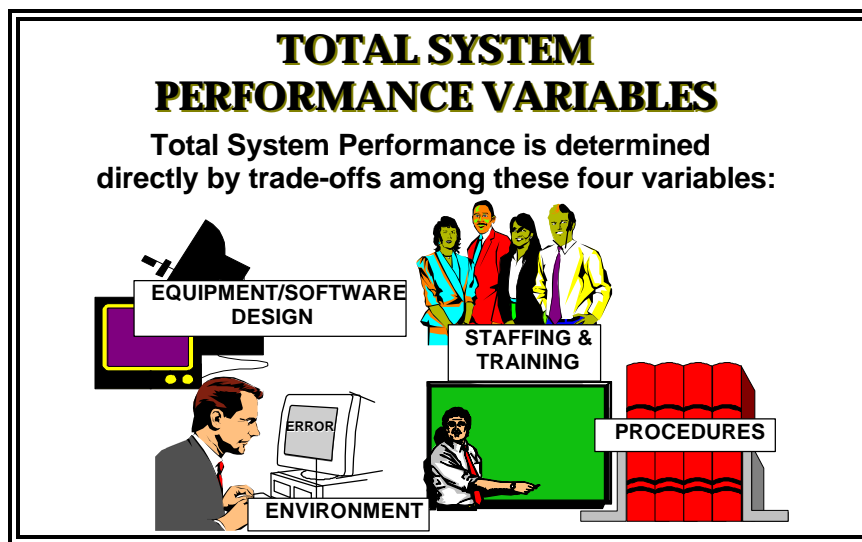 TOTAL SYSTEM
PERFORMANCE VARIABLES
Total System Performance is determined
directly by trade-offs among these four variables:
EQUIPMENT/SOFTWARE
DESIGN
STAFFING &
TRAINING
ERROR
PROCEDURES
ENVIRONMENT